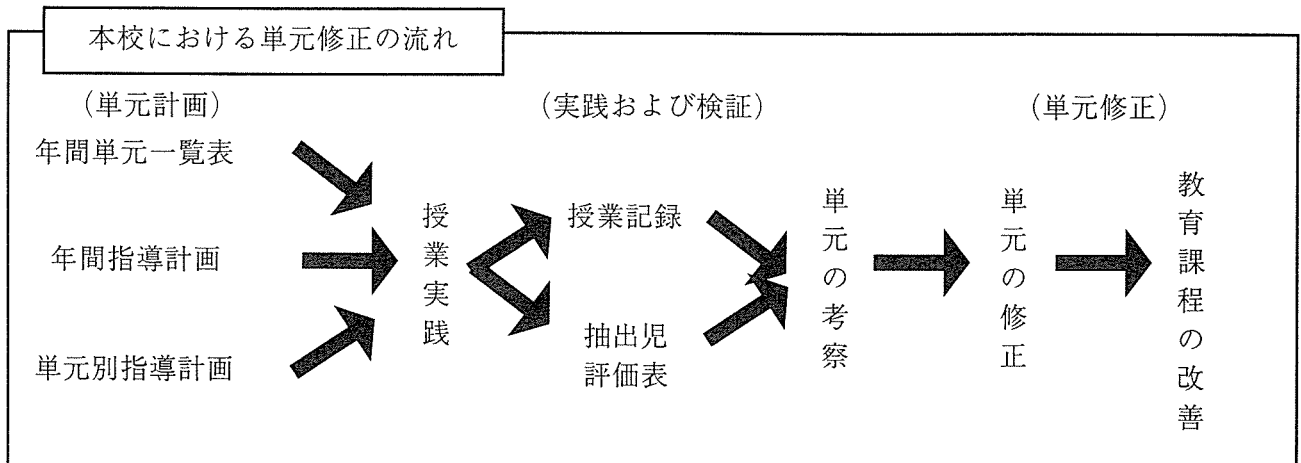 本校における単元修正の流れ
（単元計画）
年間単元一覧表
年間指導計画
単元別指導計画
授業実践
（実践および検証）
授業記録
抽出児
評価表
単元の考察
（単元修正）
単元の修正
教育課程の改善